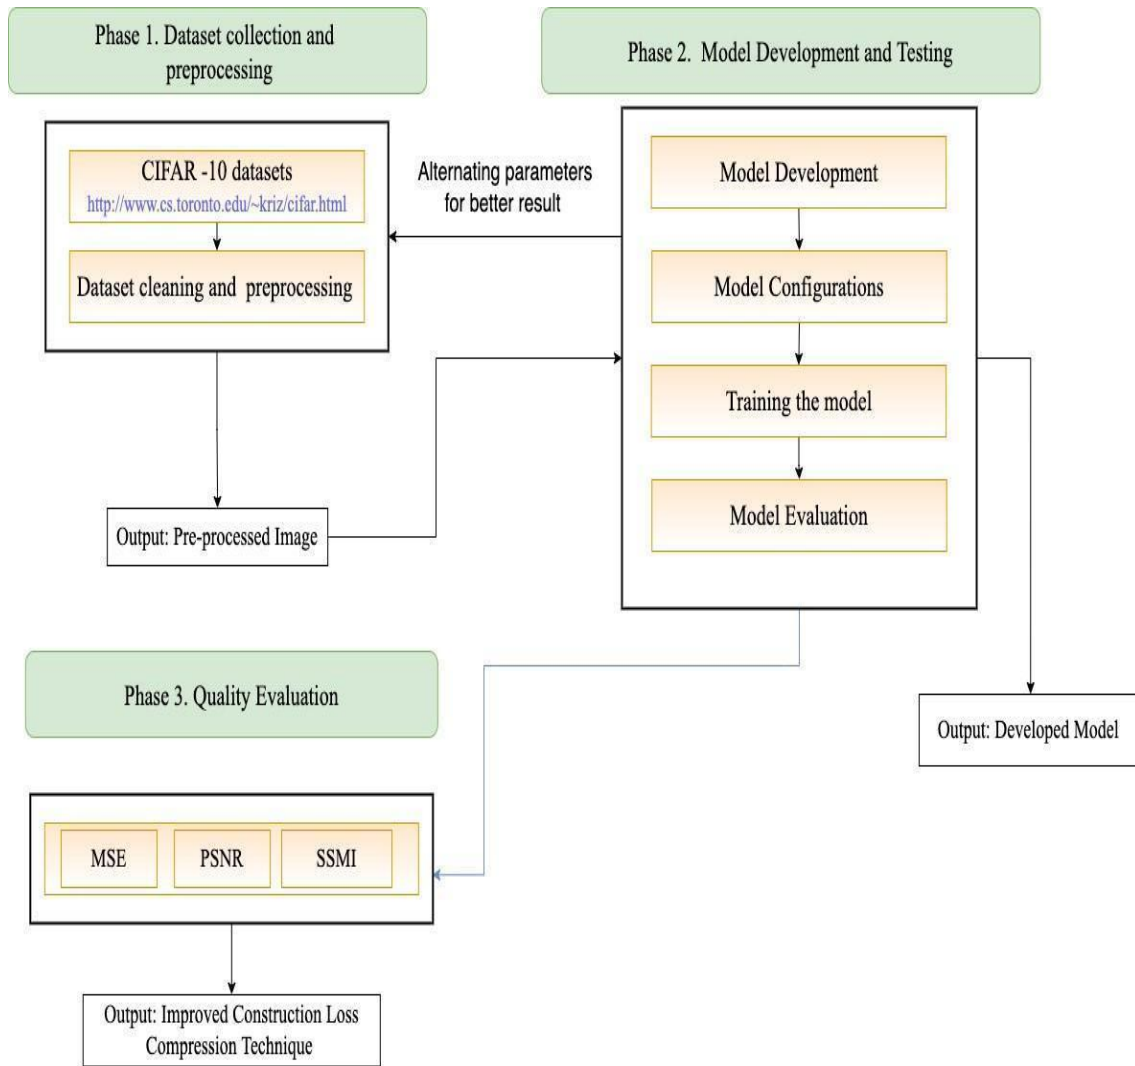 Phase 1. Dataset collection and
preprocessing
Phase 2. Model Development and Testing
CIFAR -10 datasets
http://www.cs.toronto.edu/~kriz/cifar.html
Dataset cleaning and preprocessing
Alternating parameters
for better result
Model Development
Model Configurations
Training the model
Model Evaluation
Output: Pre-processed Image
Output: Developed Model
Phase 3. Quality Evaluation
MSE
PSNR
SSMI
Output: Improved Construction Loss
Compression Technique